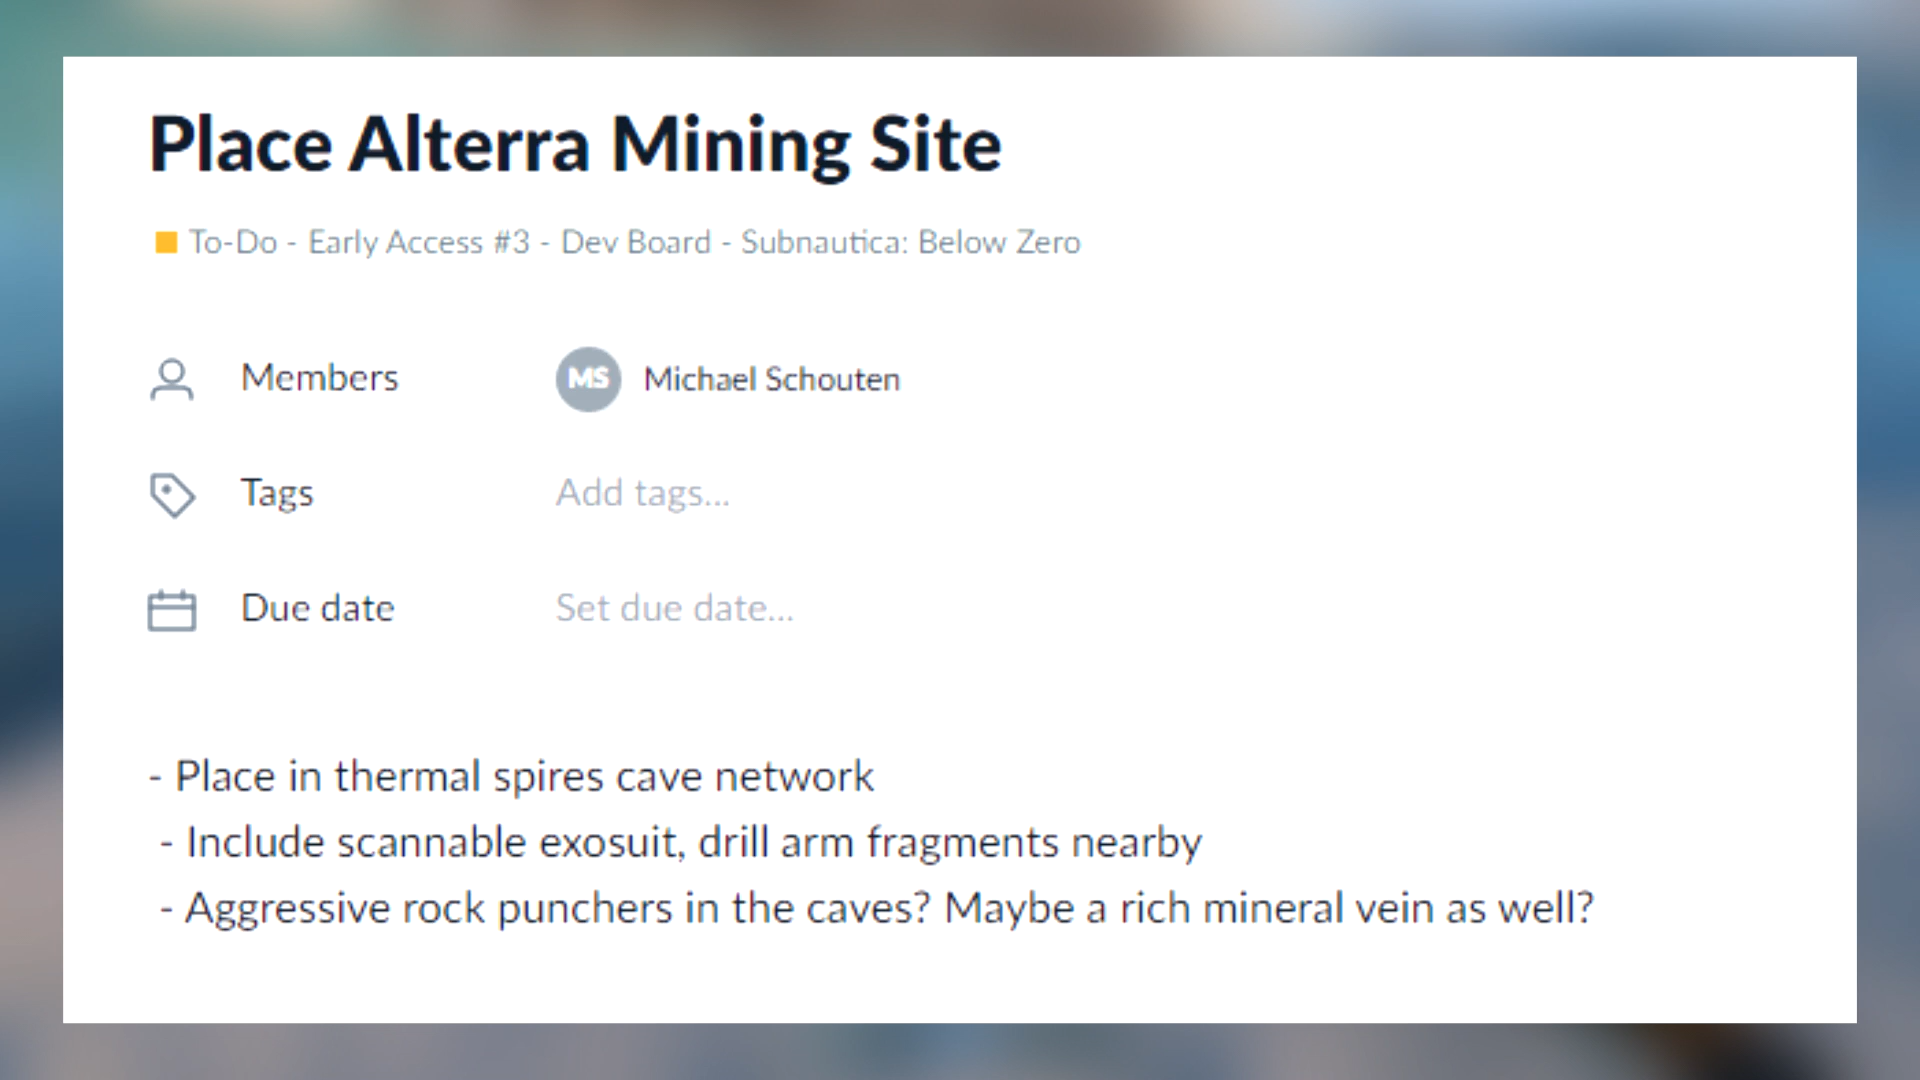 Place Alterra Mining Site
To-Do - Early Access #3 - Dev Board - Subnautica: Below Zero
Members
MS Michael Schouten
Tags
Add tags...
Due date
Set due date...
- Place in thermal spires cave network
- Include scannable exosuit, drill arm fragments nearby
- Aggressive rock punchers in the caves? Maybe a rich mineral vein as well?